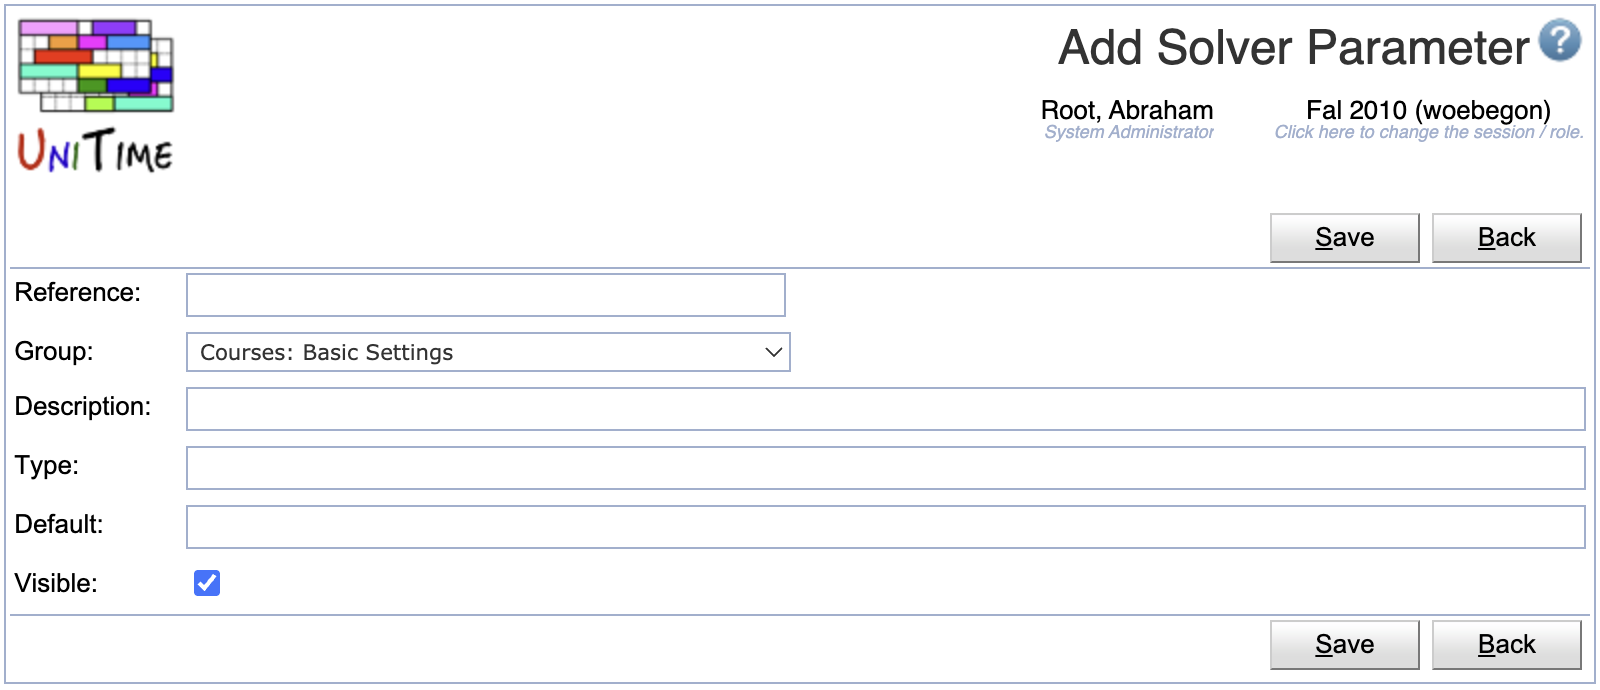 Add Solver Parameter ?
UNITIME
Root, Abraham
System Administrator
Fal 2010 (woebegon)
Click here to change the session / role.
Save Back
Reference:
Group: Courses: Basic Settings
Description:
Type:
Default:
Visible:
Save Back